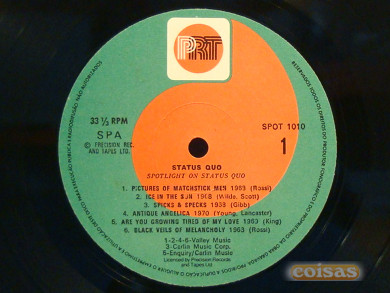 PRT
33 1/3 RPM
SPA
℗ PRECISION REC.
AND TAPES LTD.
SPOT 1010
1
STATUS QUO
SPOTLIGHT ON STATUS QUO
1. PICTURES OF MATCHSTICK MEN 1968 (Rossi)
2. ICE IN THE SUN 1968 (Wilde, Scott)
3. SPICKS & SPECKS 1968 (Gibb)
4. ANTIQUE ANGELICA 1970 (Young, Lancaster)
5. ARE YOU GROWING TIRED OF MY LOVE 1969 (King)
6. BLACK VEILS OF MELANCHOLY 1968 (Rossi)
1-2-4-6-Valley Music
3-Carlin Music Corp.
5-Enquiry/Carlin Music
Licensed by Precision Records
and Tapes Ltd.
coisas